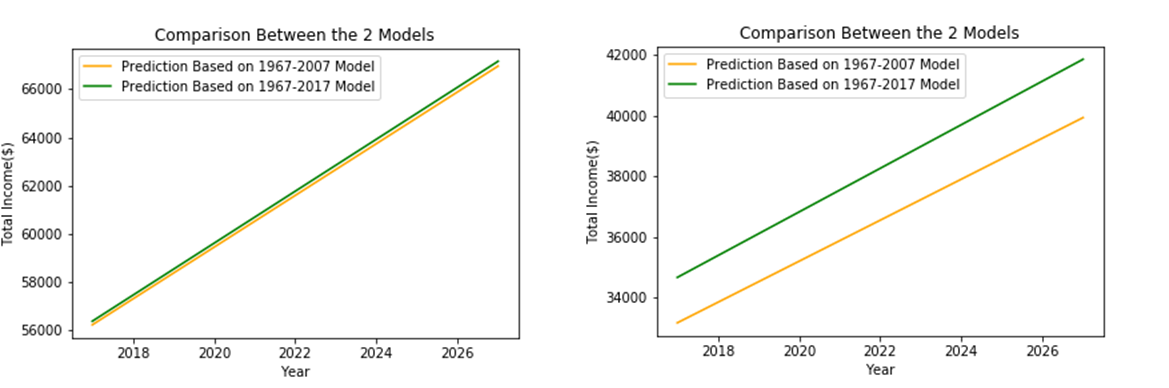 Comparison Between the 2 Models
Prediction Based on 1967-2007 Model
Prediction Based on 1967-2017 Model
Total Income($)
66000
64000
62000
60000
58000
56000
2018 2020 2022 2024 2026
Year
Comparison Between the 2 Models
Prediction Based on 1967-2007 Model
Prediction Based on 1967-2017 Model
Total Income($)
42000
40000
38000
36000
34000
2018 2020 2022 2024 2026
Year